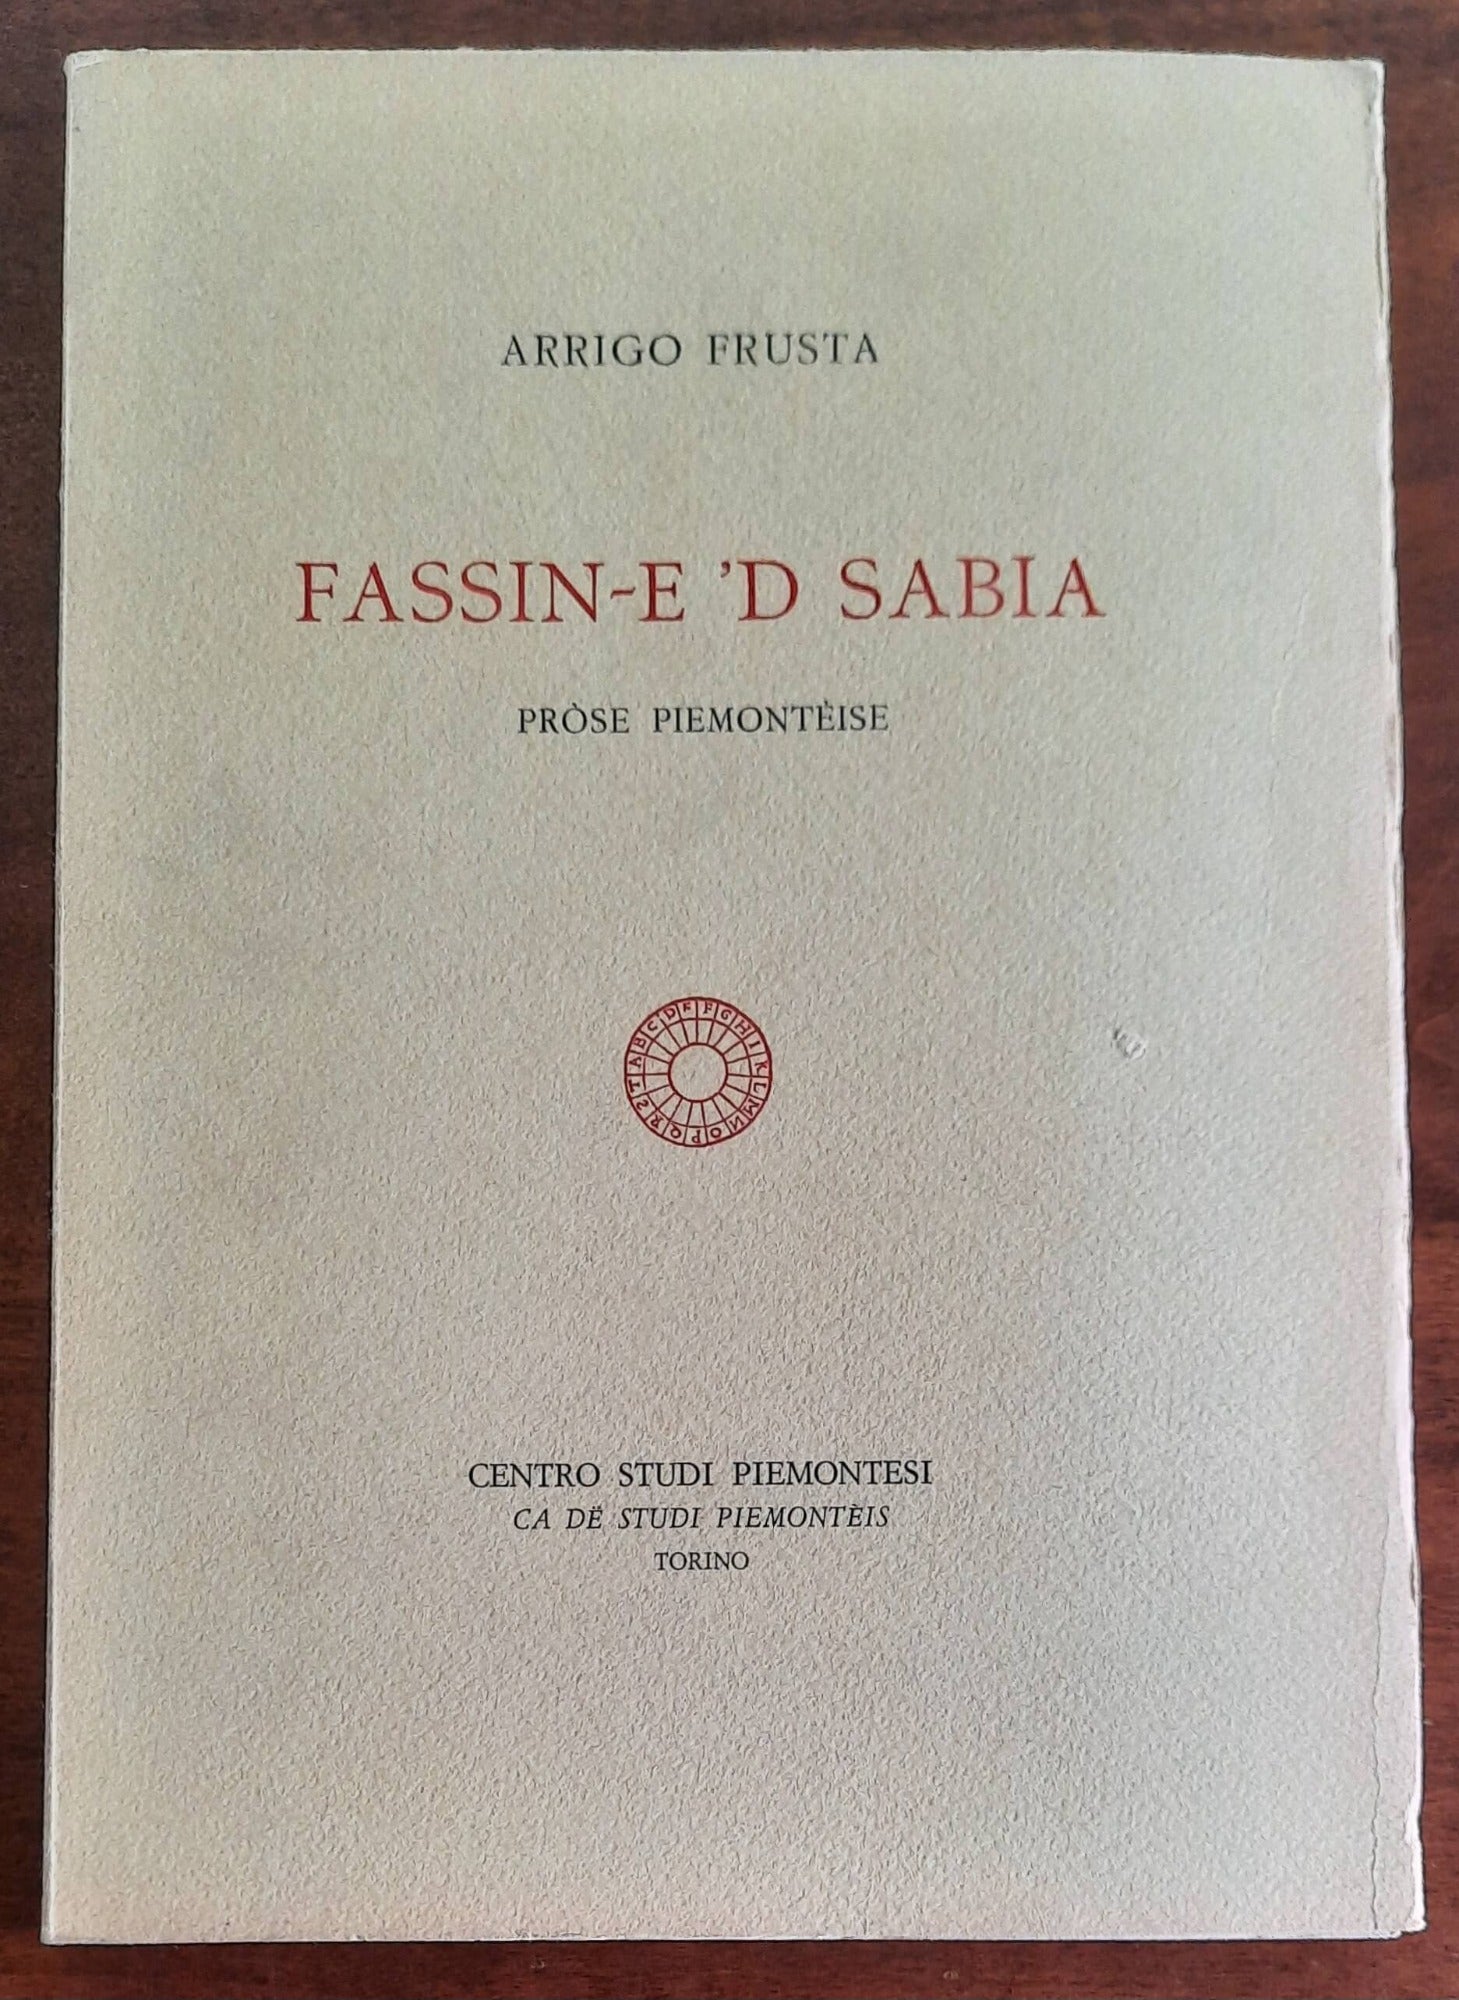 ARRIGO FRUSTA
FASSIN-E 'D SABIA
PRÒSE PIEMONTÈISE
A B C D E F G H I K L M N O P Q R S T
CENTRO STUDI PIEMONTESI
CA DË STUDI PIEMONTÈIS
TORINO